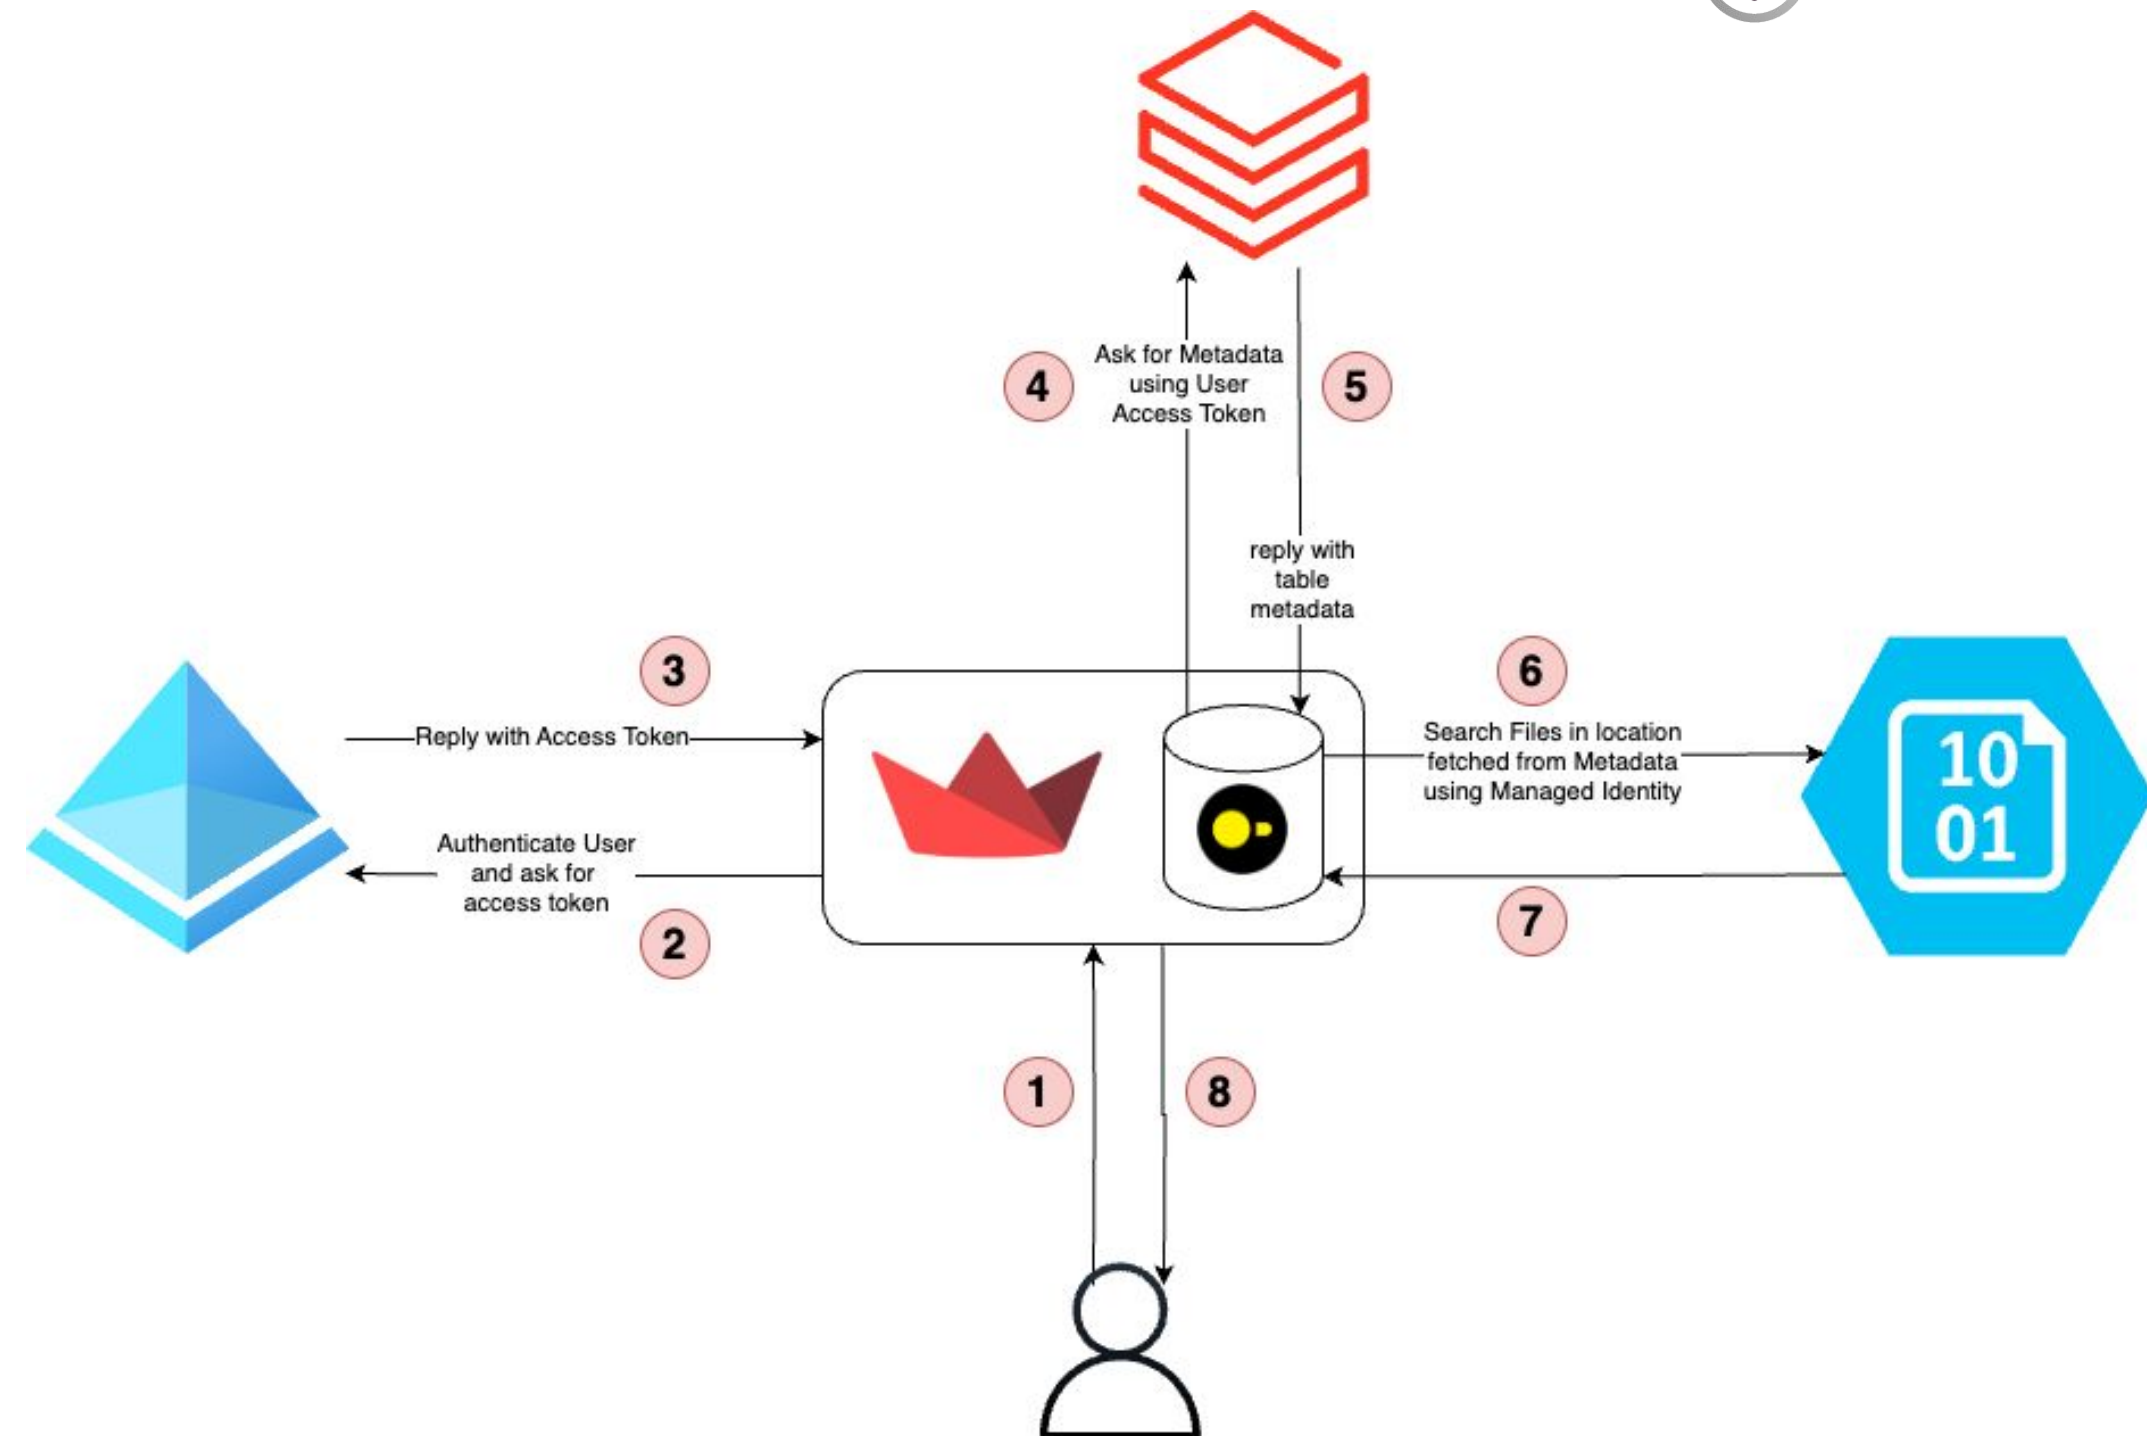 4
Ask for Metadata
using User
Access Token
5
reply with
table
metadata
3
Reply with Access Token
6
Search Files in location
fetched from Metadata
using Managed Identity
10
01
Authenticate User
and ask for
access token
2
7
1
8